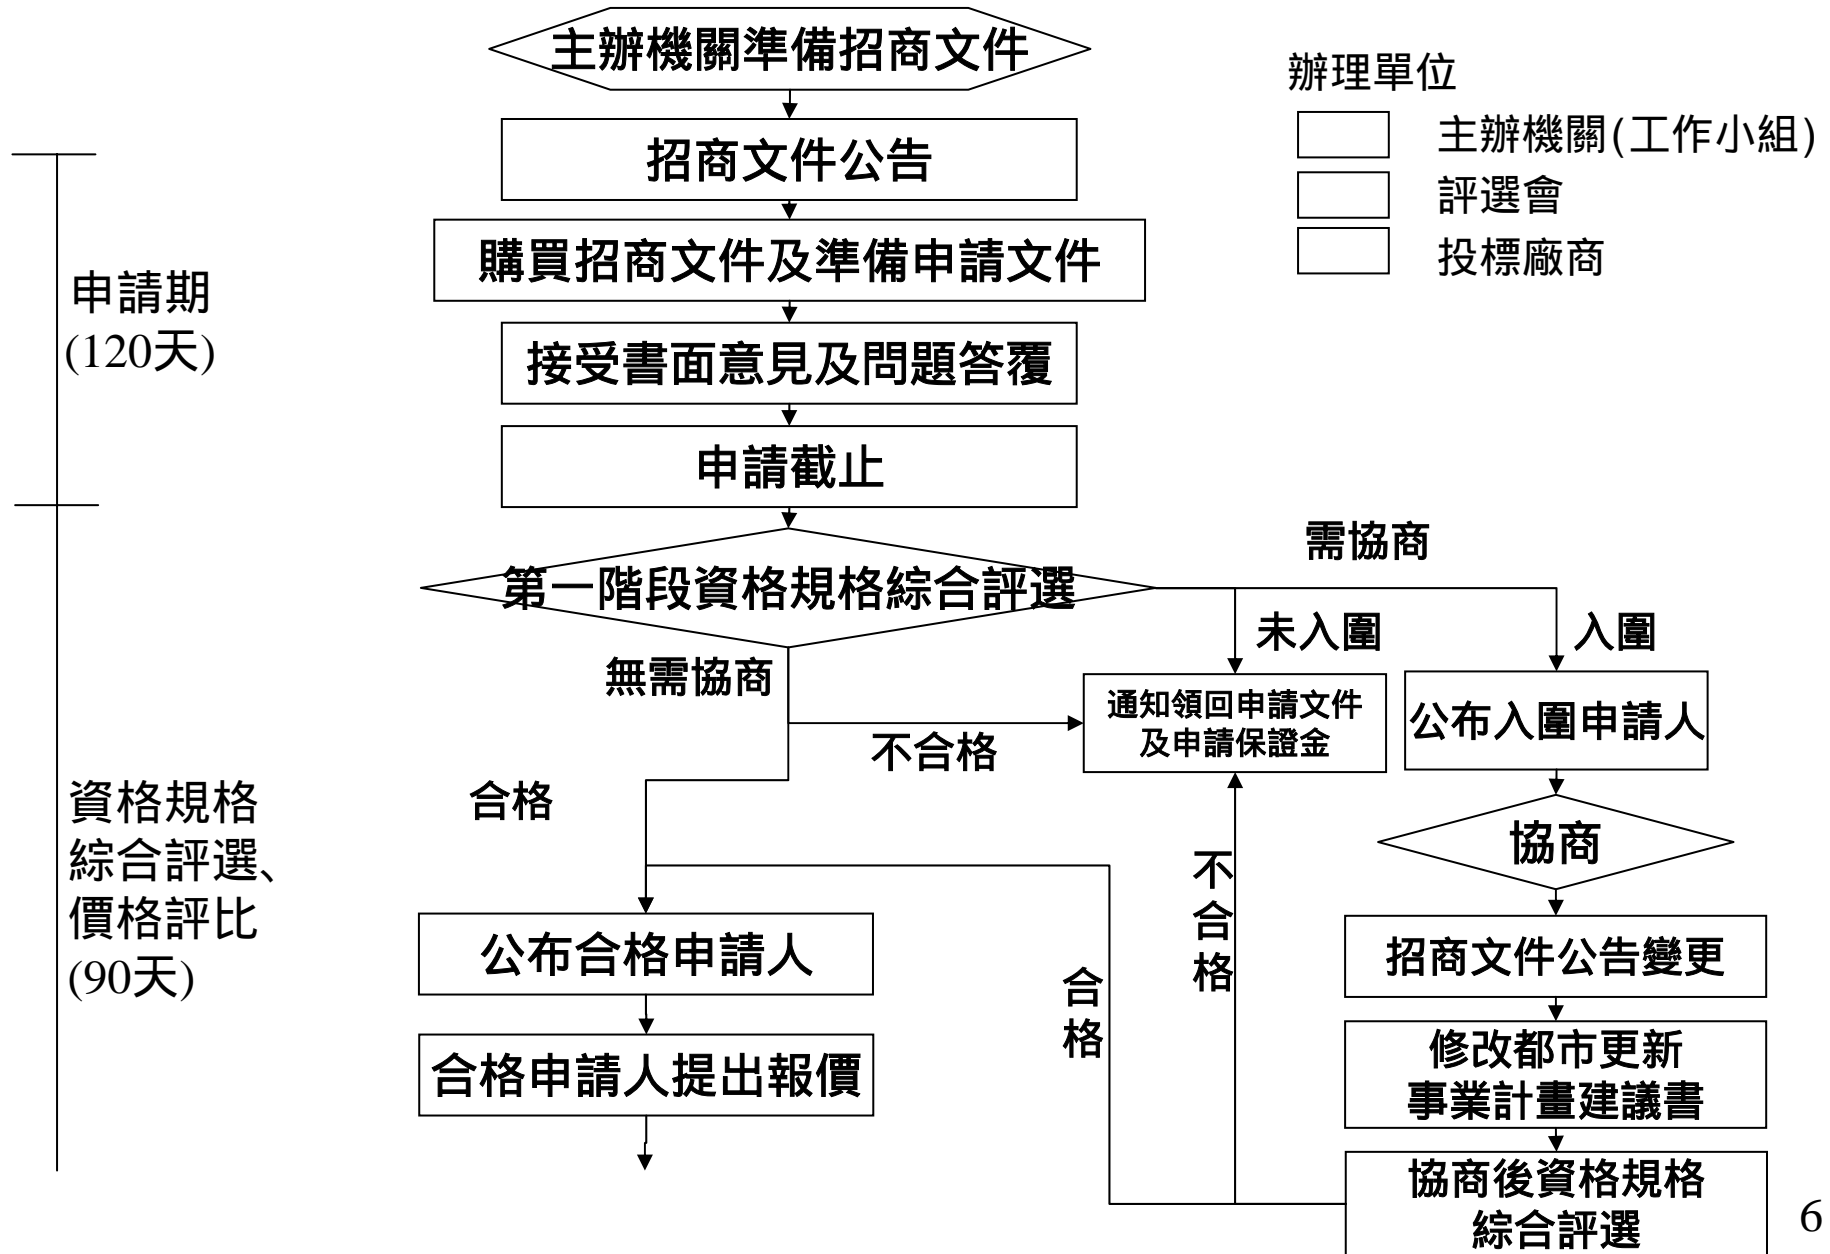 主辦機關準備招商文件
辦理單位
主辦機關(工作小組)
評選會
投標廠商
招商文件公告
購買招商文件及準備申請文件
申請期
(120天)
接受書面意見及問題答覆
申請截止
第一階段資格規格綜合評選
需協商
未入圍
入圍
無需協商
通知領回申請文件
及申請保證金
公布入圍申請人
不合格
合格
協商
資格規格
綜合評選、
價格評比
(90天)
不合格
合格
公布合格申請人
招商文件公告變更
合格申請人提出報價
修改都市更新
事業計畫建議書
協商後資格規格
綜合評選
6